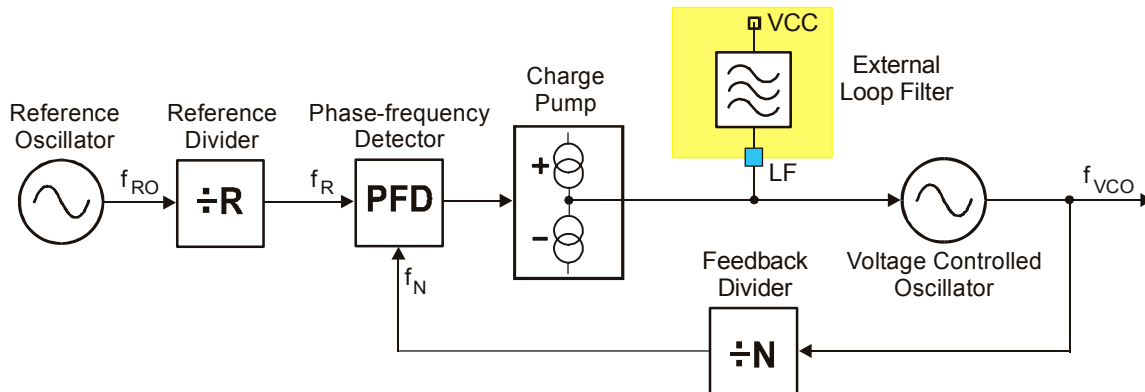 VCC
External
Loop Filter
Charge
Pump
Reference
Oscillator
Reference
Divider
Phase-frequency
Detector
LF
fRO
÷R
fR
PFD
+
−
fVCO
fN
Feedback
Divider
Voltage Controlled
Oscillator
÷N